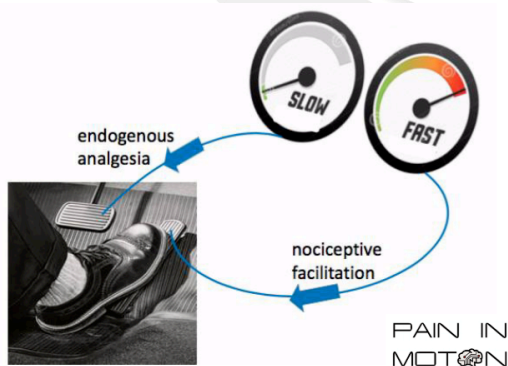 SLOW
FAST
endogenous
analgesia
nociceptive
facilitation
PAIN IN
MOTION